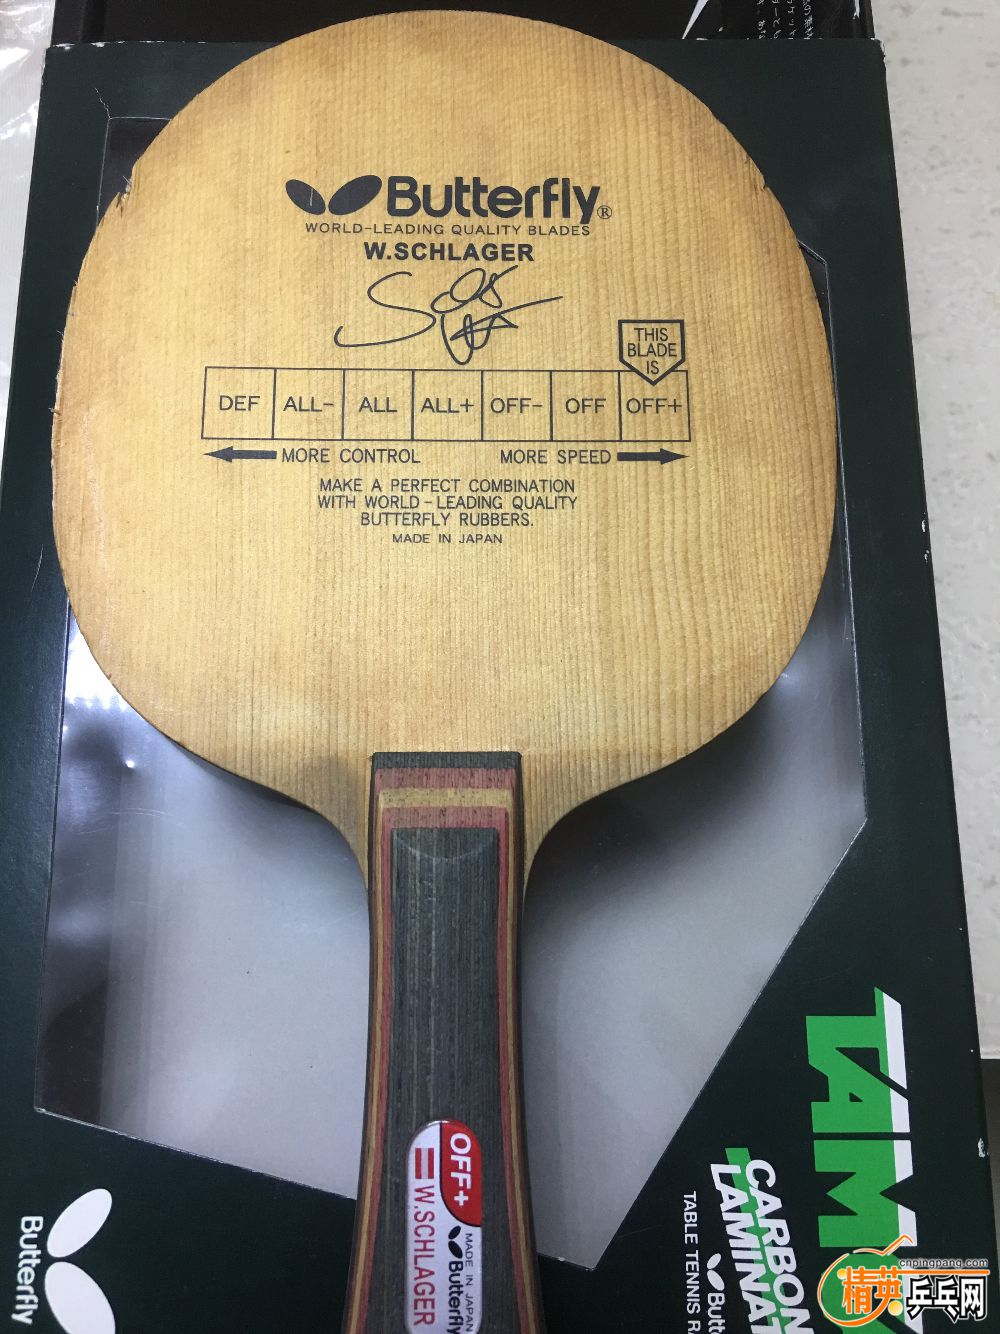 Butterfly®
WORLD-LEADING QUALITY BLADES
W.SCHLAGER
THIS
BLADE
IS
DEF ALL- ALL ALL+ OFF- OFF OFF+
MORE CONTROL MORE SPEED
MAKE A PERFECT COMBINATION
WITH WORLD-LEADING QUALITY
BUTTERFLY RUBBERS.
MADE IN JAPAN
OFF+
MADE IN JAPAN
Butterfly
W.SCHLAGER
Butterfly
CARBON
TABLE TENNIS
cnpingpang.com
精英乒乓网